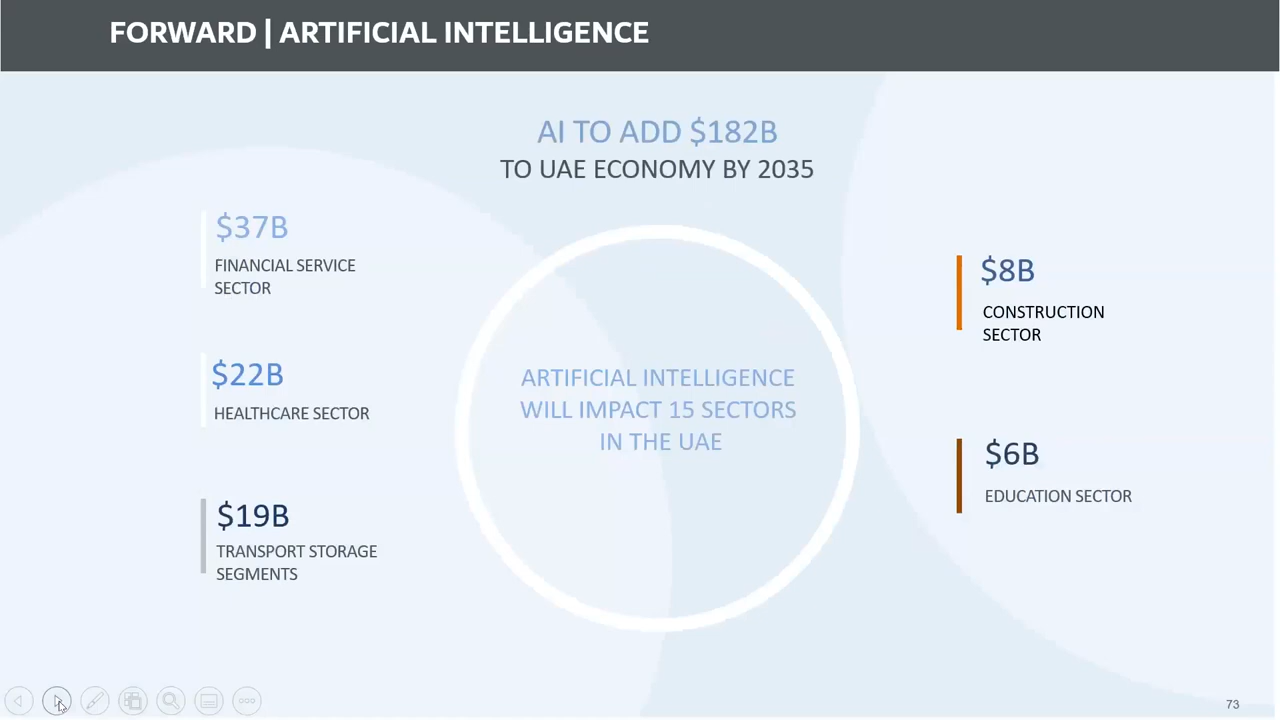 FORWARD | ARTIFICIAL INTELLIGENCE
AI TO ADD $182B
TO UAE ECONOMY BY 2035
$37B
FINANCIAL SERVICE
SECTOR
$22B
HEALTHCARE SECTOR
$19B
TRANSPORT STORAGE
SEGMENTS
ARTIFICIAL INTELLIGENCE
WILL IMPACT 15 SECTORS
IN THE UAE
$8B
CONSTRUCTION
SECTOR
$6B
EDUCATION SECTOR
73